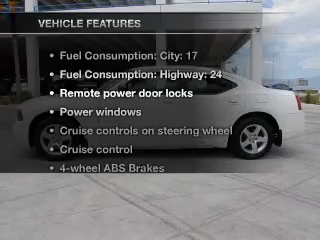 VEHICLE FEATURES
• Fuel Consumption: City: 17
• Fuel Consumption: Highway: 24
• Remote power door locks
• Power windows
• Cruise controls on steering wheel
• Cruise control
• 4-wheel ABS Brakes